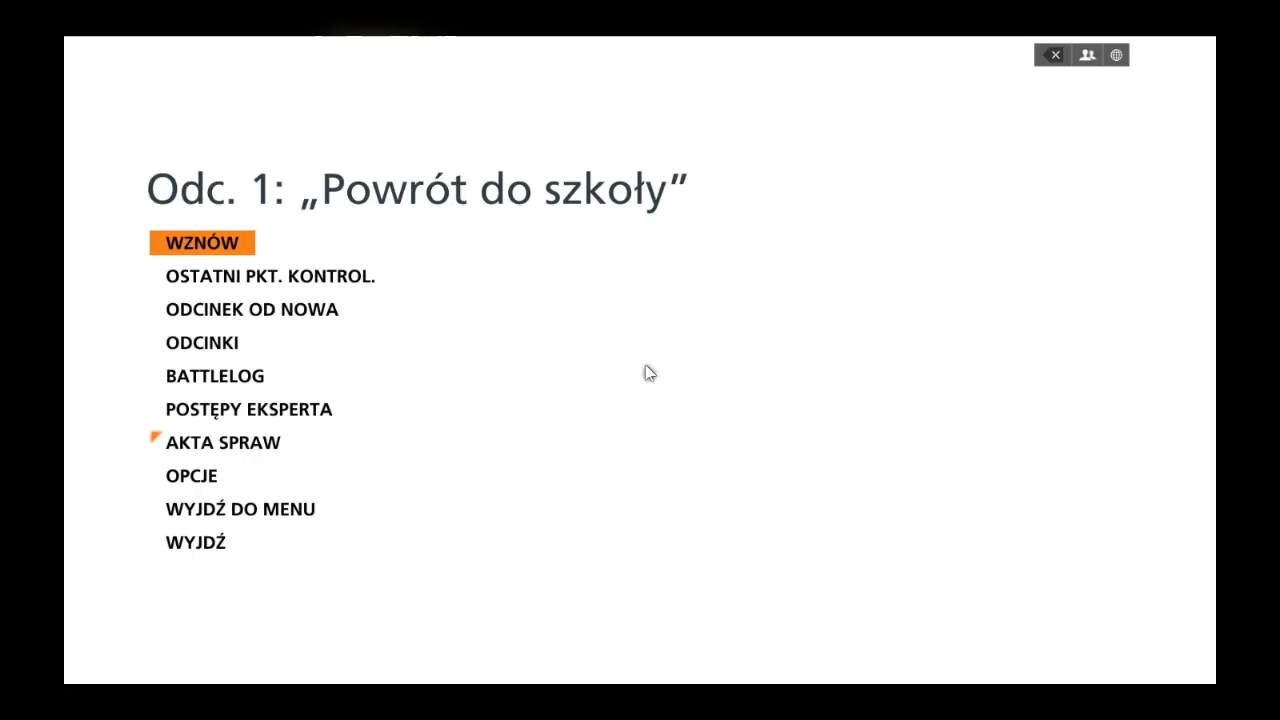 Odc. 1: „Powrót do szkoły”
WZNÓW
OSTATNI PKT. KONTROL.
ODCINEK OD NOWA
ODCINKI
BATTLELOG
POSTĘPY EKSPERTA
AKTA SPRAW
OPCJE
WYJDŹ DO MENU
WYJDŹ